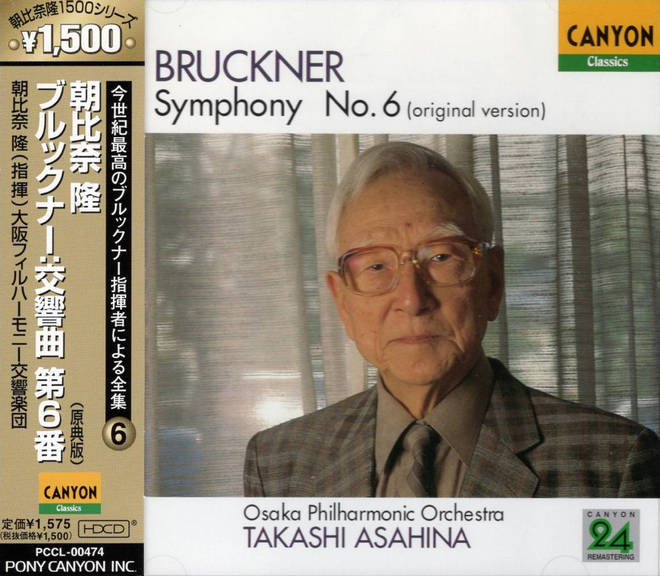 朝比奈隆1500シリーズ
¥1,500
今世紀最高のブルックナー指揮者による全集 6
朝比奈 隆
ブルックナー:交響曲 第6番
(原典版)
朝比奈 隆(指揮) 大阪フィルハーモニー交響楽団
CANYON
Classics
定価¥1,575
(税抜価格¥1,500)
HDCD®
PCCL-00474
PONY CANYON INC.
CANYON
Classics
BRUCKNER
Symphony No. 6 (original version)
Osaka Philharmonic Orchestra
TAKASHI ASAHINA
CANYON
24
REMASTERING